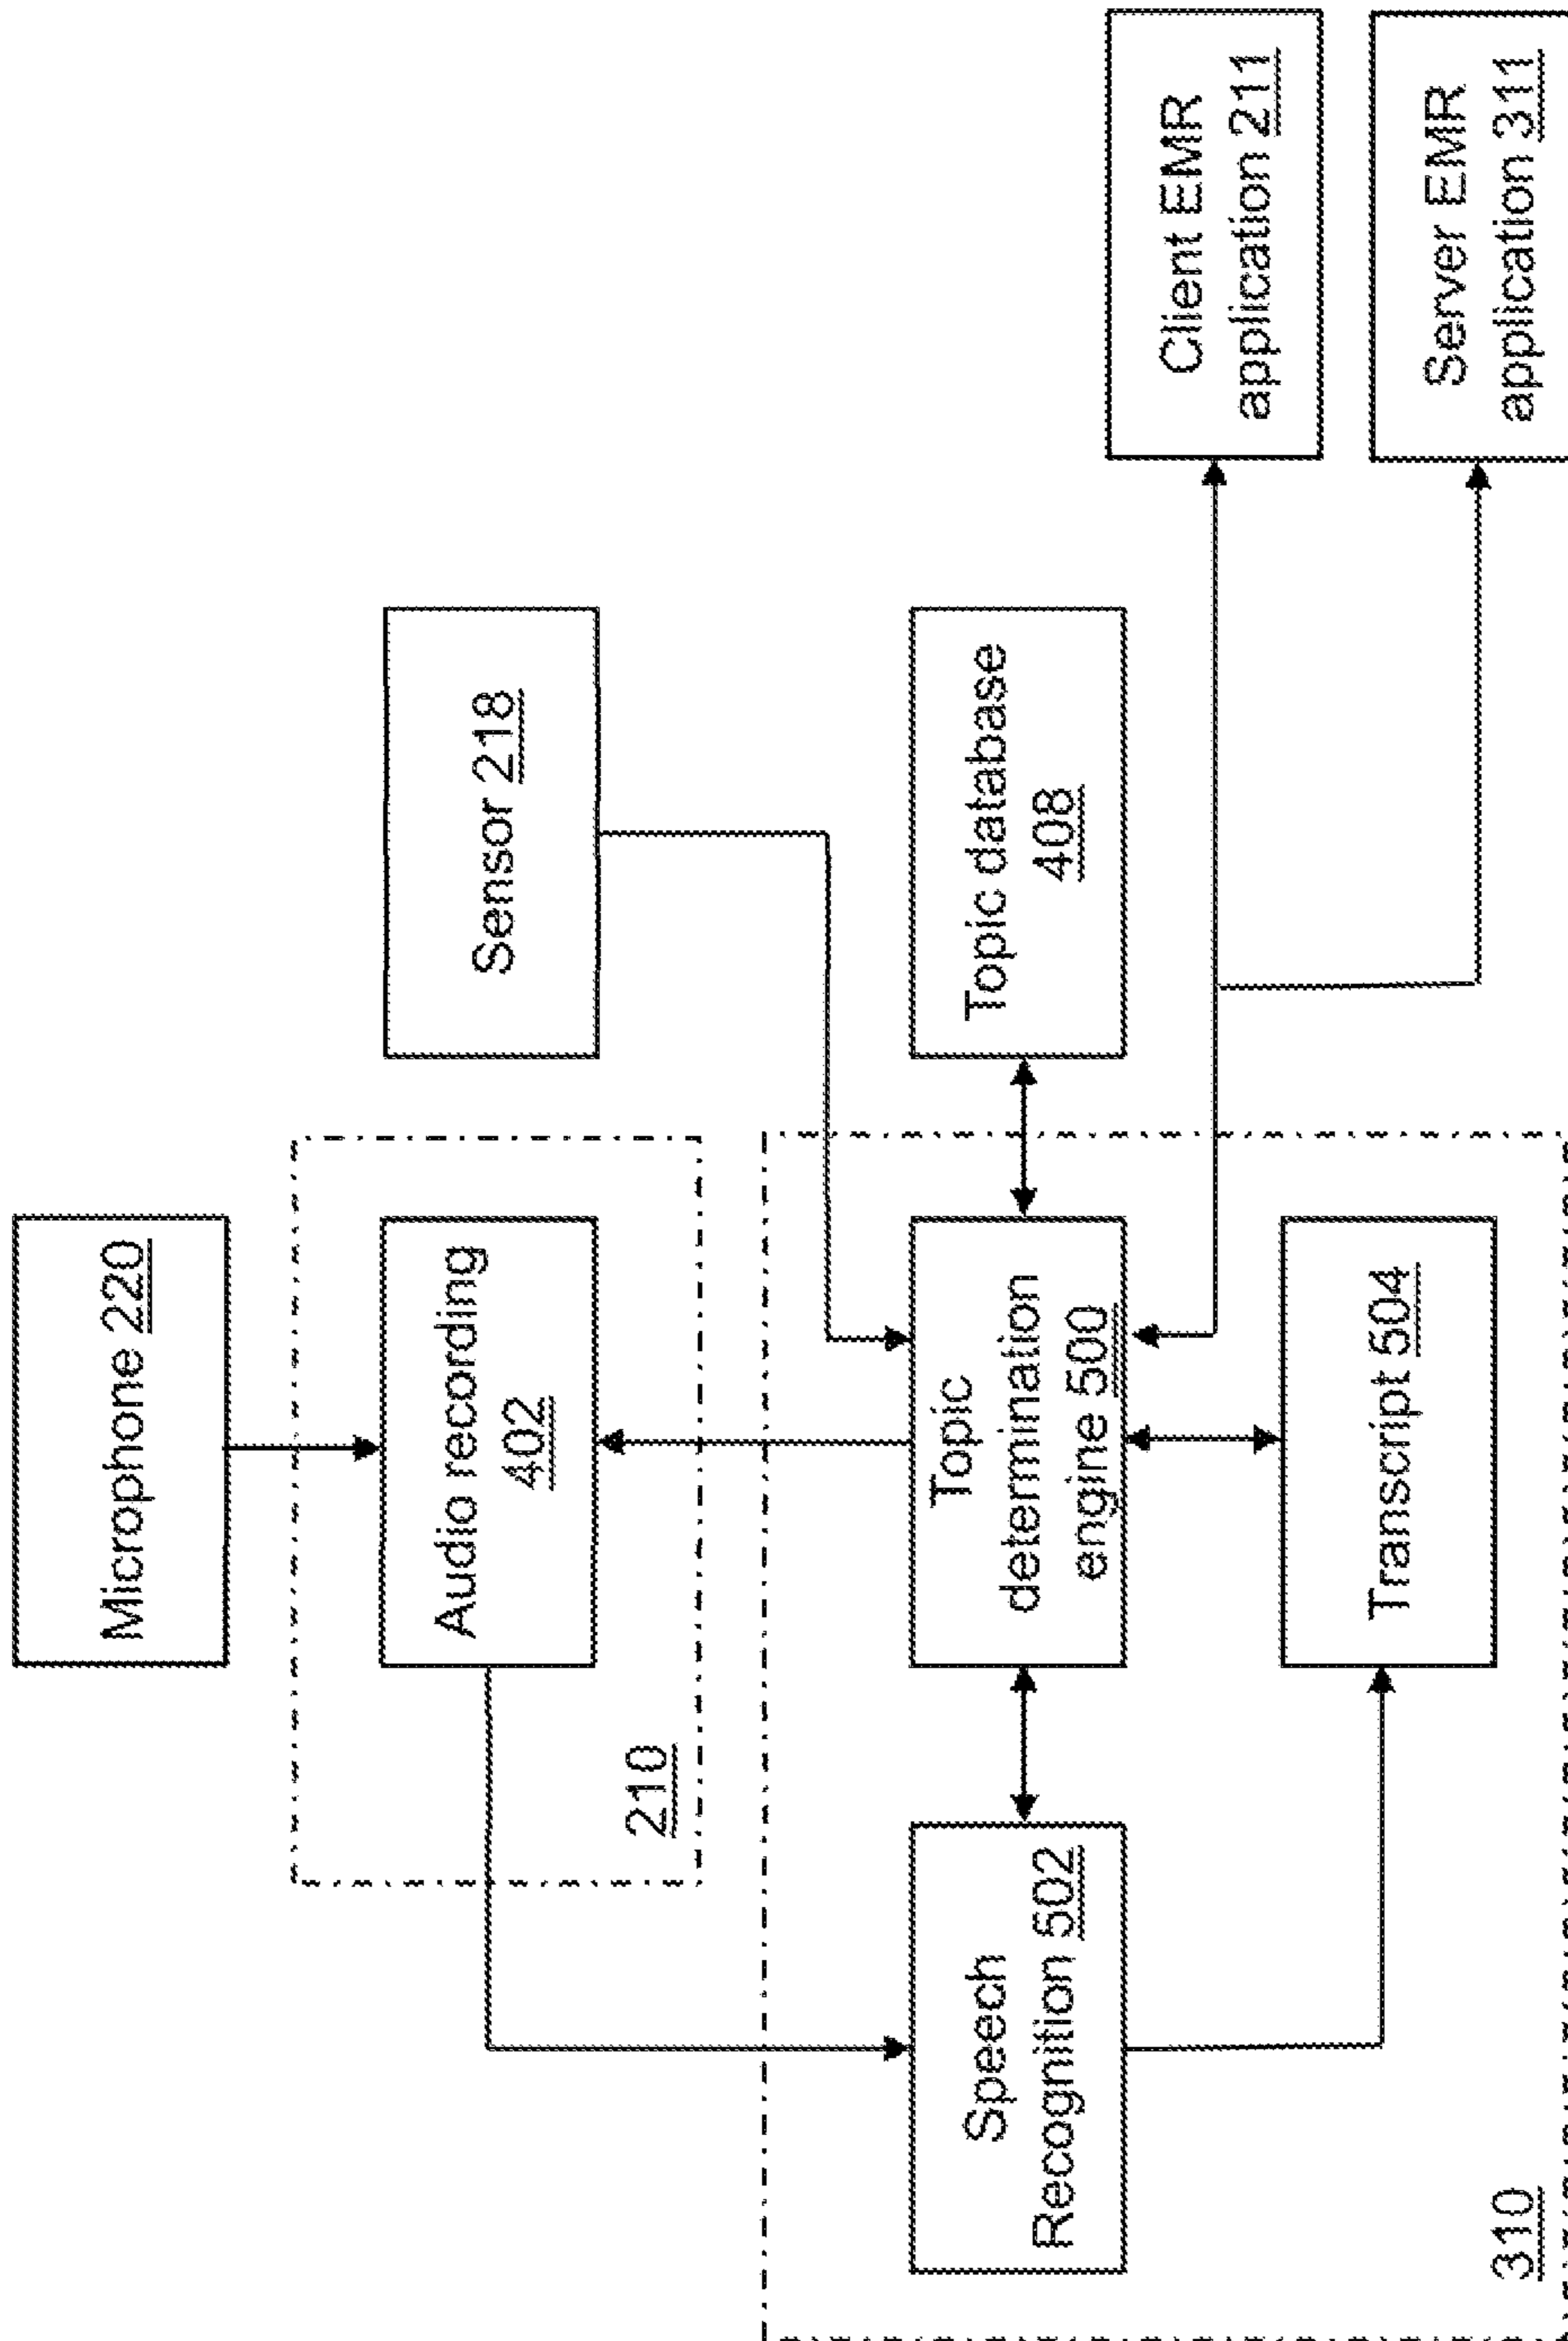 Microphone 220
Audio recording
402
210
Sensor 218
Speech
Recognition 502
Topic
determination
engine 500
Topic database
408
Transcript 504
310
Client EMR
application 211
Server EMR
application 311